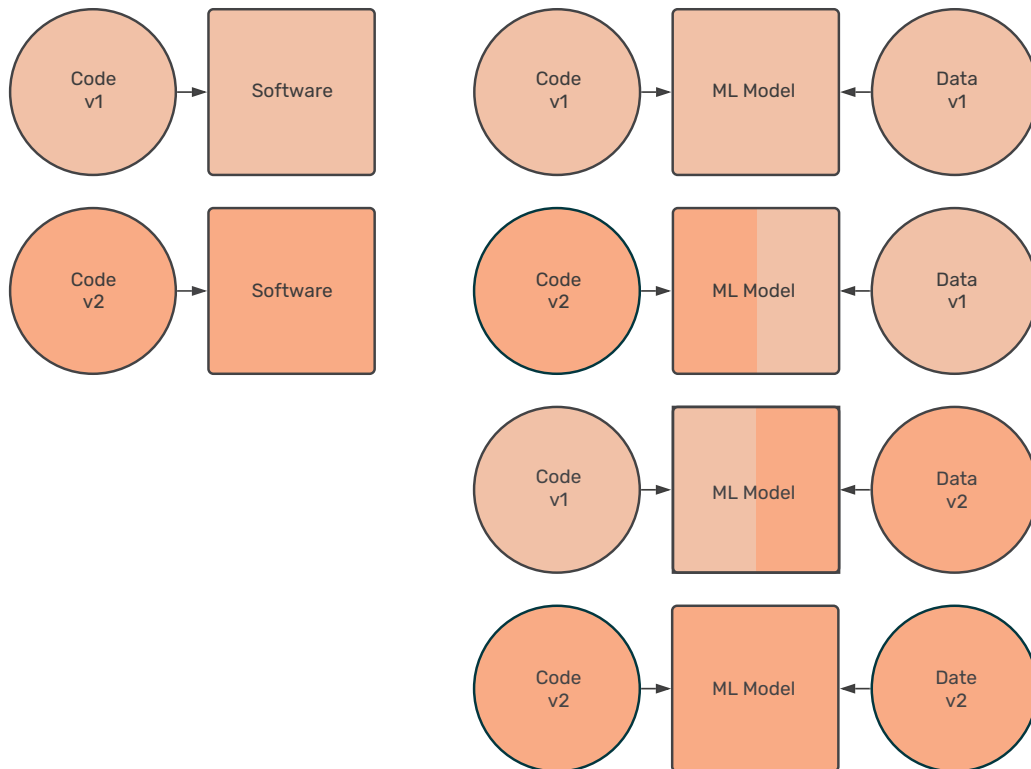 Code
v1
Software
Code
v1
ML Model
Data
v1
Code
v2
Software
Code
v2
ML Model
Data
v1
Code
v1
ML Model
Data
v2
Code
v2
ML Model
Date
v2